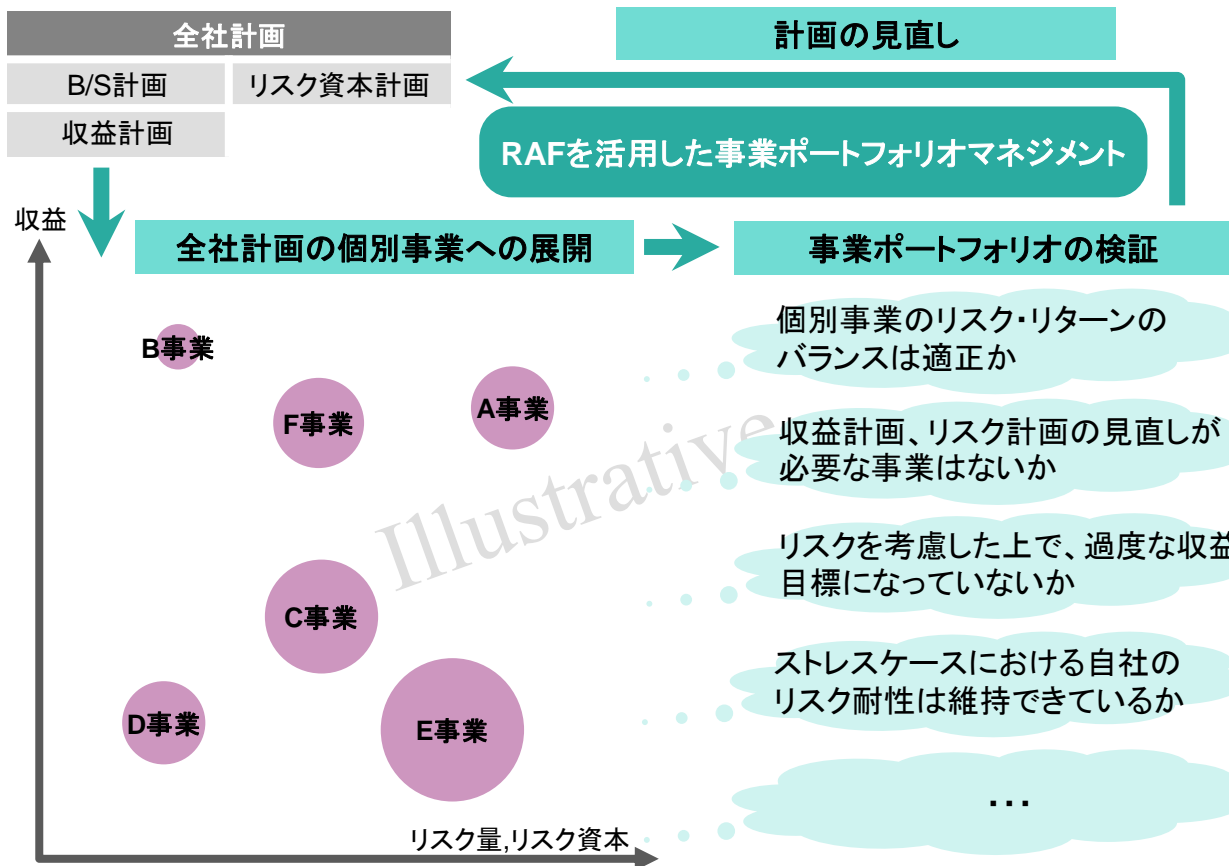 全社計画
B/S計画
リスク資本計画
収益計画
計画の見直し
RAFを活用した事業ポートフォリオマネジメント
収益
全社計画の個別事業への展開
事業ポートフォリオの検証
B事業
F事業
A事業
C事業
D事業
E事業
Illustrative
リスク量,リスク資本
個別事業のリスク・リターンの
バランスは適正か
収益計画、リスク計画の見直しが
必要な事業はないか
リスクを考慮した上で、過度な収益
目標になっていないか
ストレスケースにおける自社の
リスク耐性は維持できているか
...